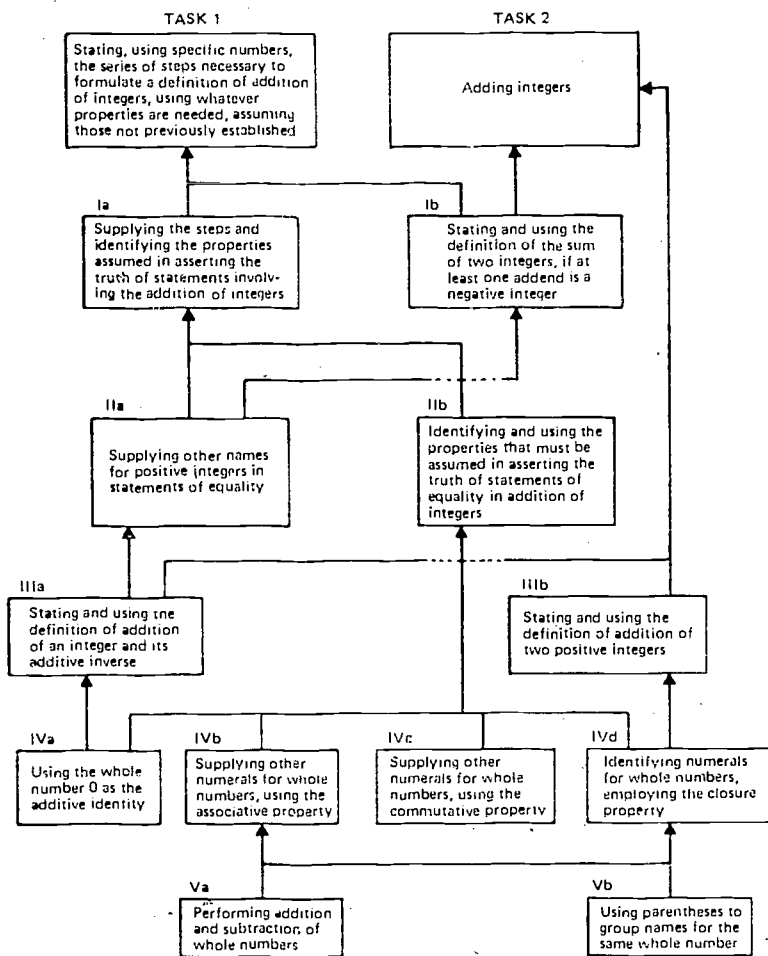 TASK 1
TASK 2
Stating, using specific numbers,
the series of steps necessary to
formulate a definition of addition
of integers, using whatever
properties are needed, assuming
those not previously established
Adding integers
Ia
Supplying the steps and
identifying the properties
assumed in asserting the
truth of statements involv-
ing the addition of integers
Ib
Stating and using the
definition of the sum
of two integers, if at
least one addend is a
negative integer
IIa
Supplying other names
for positive integers in
statements of equality
IIb
Identifying and using the
properties that must be
assumed in asserting the
truth of statements of
equality in addition of
integers
IIIa
Stating and using the
definition of addition
of an integer and its
additive inverse
IIIb
Stating and using the
definition of addition of
two positive integers
IVa
Using the whole
number 0 as the
additive identity
IVb
Supplying other
numerals for whole
numbers, using the
associative property
IVc
Supplying other
numerals for whole
numbers, using the
commutative property
IVd
Identifying numerals
for whole numbers,
employing the closure
property
Va
Performing addition
and subtraction of
whole numbers
Vb
Using parentheses to
group names for the
same whole number